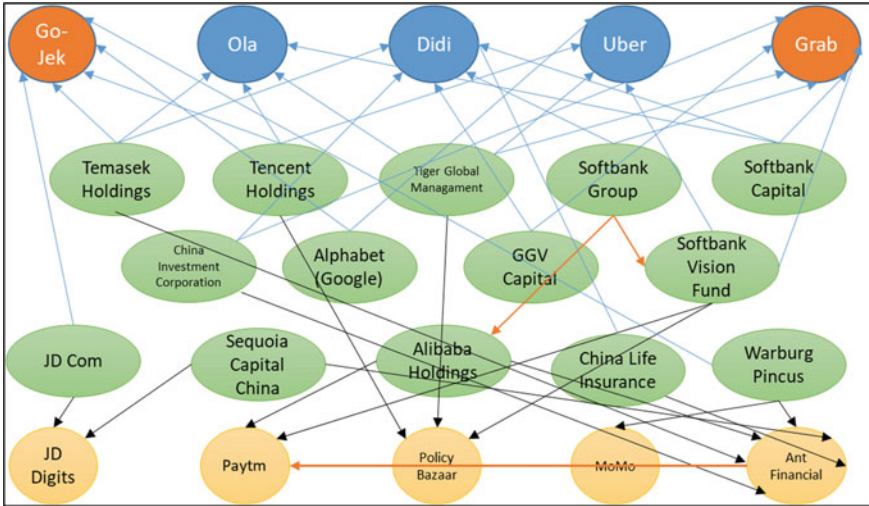 Go-
Jek
Ola
Didi
Uber
Grab
Temasek
Holdings
Tencent
Holdings
Tiger Global
Managament
Softbank
Group
Softbank
Capital
China
Investment
Corporation
Alphabet
(Google)
GGV
Capital
Softbank
Vision
Fund
JD Com
Sequoia
Capital
China
Alibaba
Holdings
China Life
Insurance
Warburg
Pincus
JD
Digits
Paytm
Policy
Bazaar
MoMo
Ant
Financial